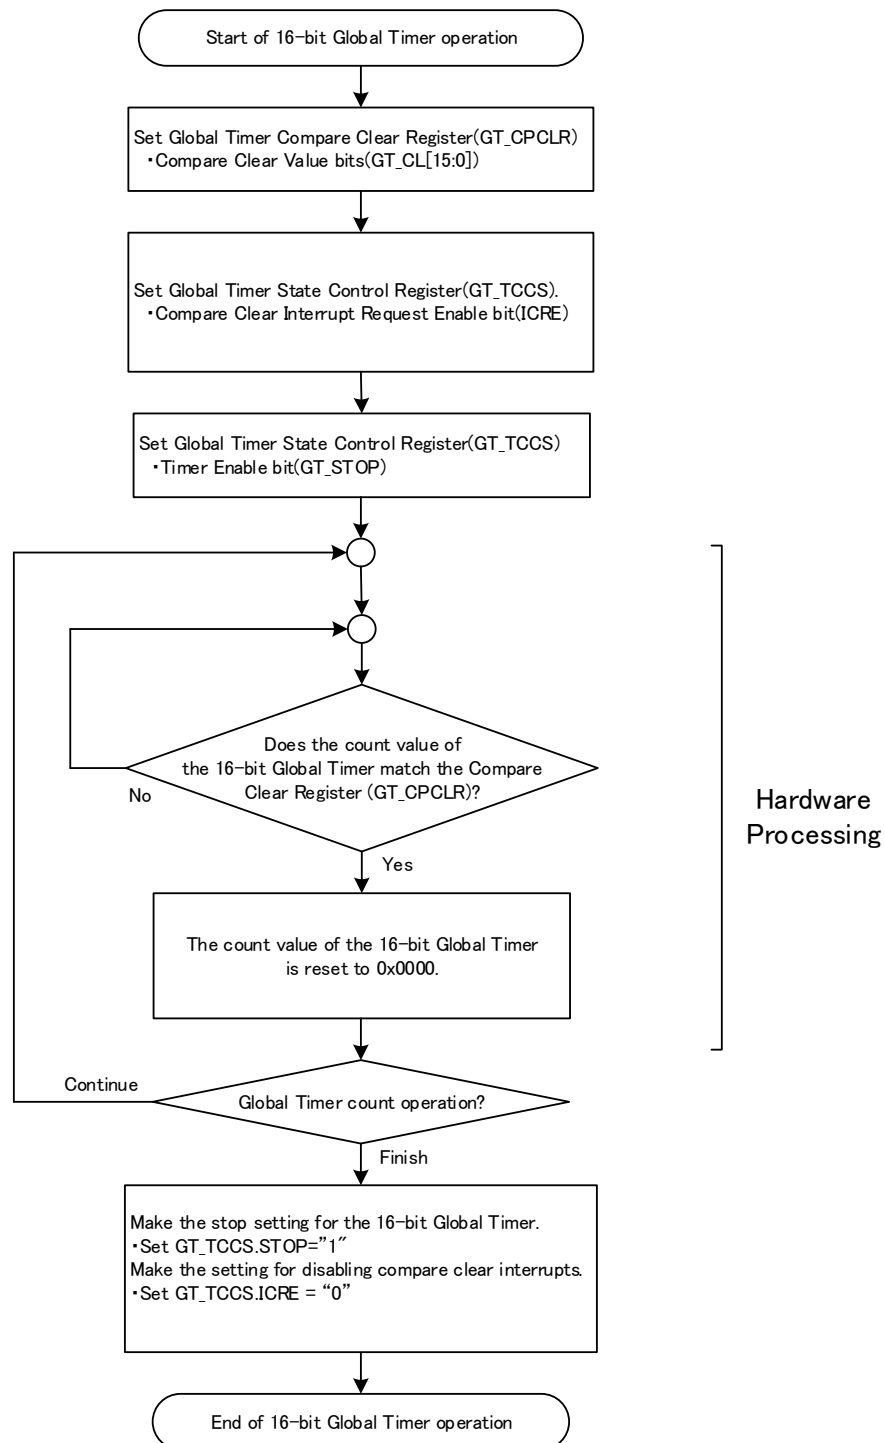 Start of 16-bit Global Timer operation
Set Global Timer Compare Clear Register(GT_CPCLR)
・Compare Clear Value bits(GT_CL[15:0])
Set Global Timer State Control Register(GT_TCCS).
・Compare Clear Interrupt Request Enable bit(ICRE)
Set Global Timer State Control Register(GT_TCCS)
・Timer Enable bit(GT_STOP)
Does the count value of
the 16-bit Global Timer match the Compare
Clear Register (GT_CPCLR)?
No
Yes
Hardware
Processing
The count value of the 16-bit Global Timer
is reset to 0x0000.
Continue
Global Timer count operation?
Finish
Make the stop setting for the 16-bit Global Timer.
・Set GT_TCCS.STOP=”1″
Make the setting for disabling compare clear interrupts.
・Set GT_TCCS.ICRE = “0”
End of 16-bit Global Timer operation